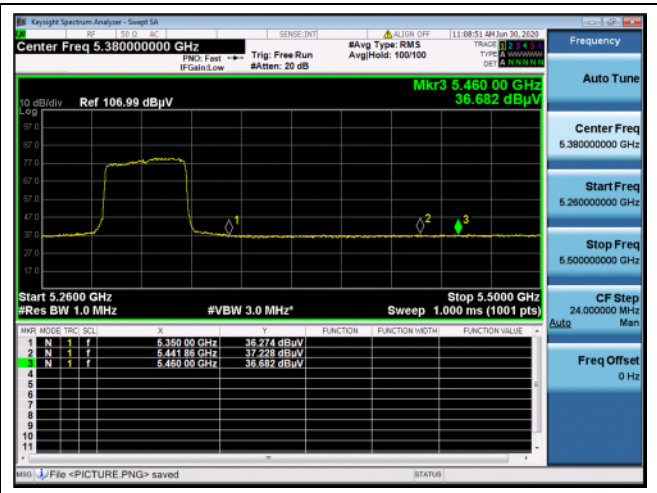 Keysight Spectrum Analyzer - Swept SA
RF 50 Ω AC SENSE:INT ALIGN OFF 11:08:51 AM Jun 30, 2020
Center Freq 5.380000000 GHz #Avg Type: RMS TRACE 1 2 3 4 5 6
PNO: Fast Trig: Free Run Avg|Hold: 100/100 TYPE A WWWWW
IFGain:Low #Atten: 20 dB DET A N N N N N
Mkr3 5.460 00 GHz
10 dB/div Ref 106.99 dBµV 36.682 dBµV
Log
97.0
87.0
77.0
67.0
57.0
47.0
37.0
27.0
17.0
1
2
3
Start 5.2600 GHz Stop 5.5000 GHz
#Res BW 1.0 MHz #VBW 3.0 MHz* Sweep 1.000 ms (1001 pts)
MKR MODE TRC SCL X Y FUNCTION FUNCTION WIDTH FUNCTION VALUE
1 N 1 f 5.350 00 GHz 36.274 dBµV
2 N 1 f 5.441 86 GHz 37.228 dBµV
3 N 1 f 5.460 00 GHz 36.682 dBµV
4
5
6
7
8
9
10
11
MSG File <PICTURE.PNG> saved STATUS
Frequency
Auto Tune
Center Freq
5.380000000 GHz
Start Freq
5.260000000 GHz
Stop Freq
5.500000000 GHz
CF Step
24.000000 MHz
Auto Man
Freq Offset
0 Hz